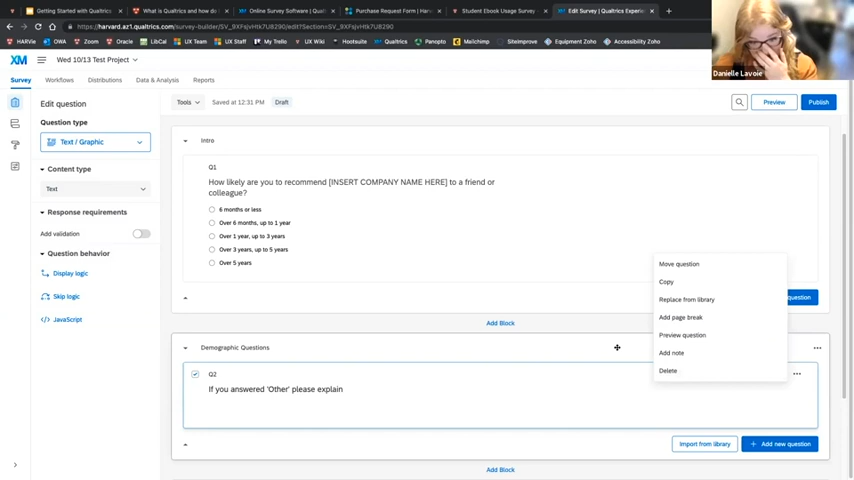 Getting Started with Qualtrics
What is Qualtrics and how do I
Online Survey Software | Qualt
Purchase Request Form | Harv
Student Ebook Usage Survey
Edit Survey | Qualtrics Experie
harvard.az1.qualtrics.com/survey-builder/SV_9XFsjvHtk7U8290/edit?Section=SV_9XFsjvHtk7U8290
HARVie
OWA
Zoom
Oracle
LibCal
UX Team
UX Staff
My Trello
UX Wiki
Hootsuite
Qualtrics
Panopto
Mailchimp
SiteImprove
Equipment Zoho
Accessibility Zoho
Danielle Lavoie
XM
Wed 10/13 Test Project
Survey
Workflows
Distributions
Data & Analysis
Reports
Edit question
Question type
Text / Graphic
Content type
Text
Response requirements
Add validation
Question behavior
Display logic
Skip logic
JavaScript
Tools
Saved at 12:31 PM
Draft
Preview
Publish
Intro
Q1
How likely are you to recommend [INSERT COMPANY NAME HERE] to a friend or
colleague?
6 months or less
Over 6 months, up to 1 year
Over 1 year, up to 3 years
Over 3 years, up to 5 years
Over 5 years
question
Move question
Copy
Replace from library
Add page break
Preview question
Add note
Delete
Add Block
Demographic Questions
Q2
If you answered 'Other' please explain
Import from library
Add new question
Add Block